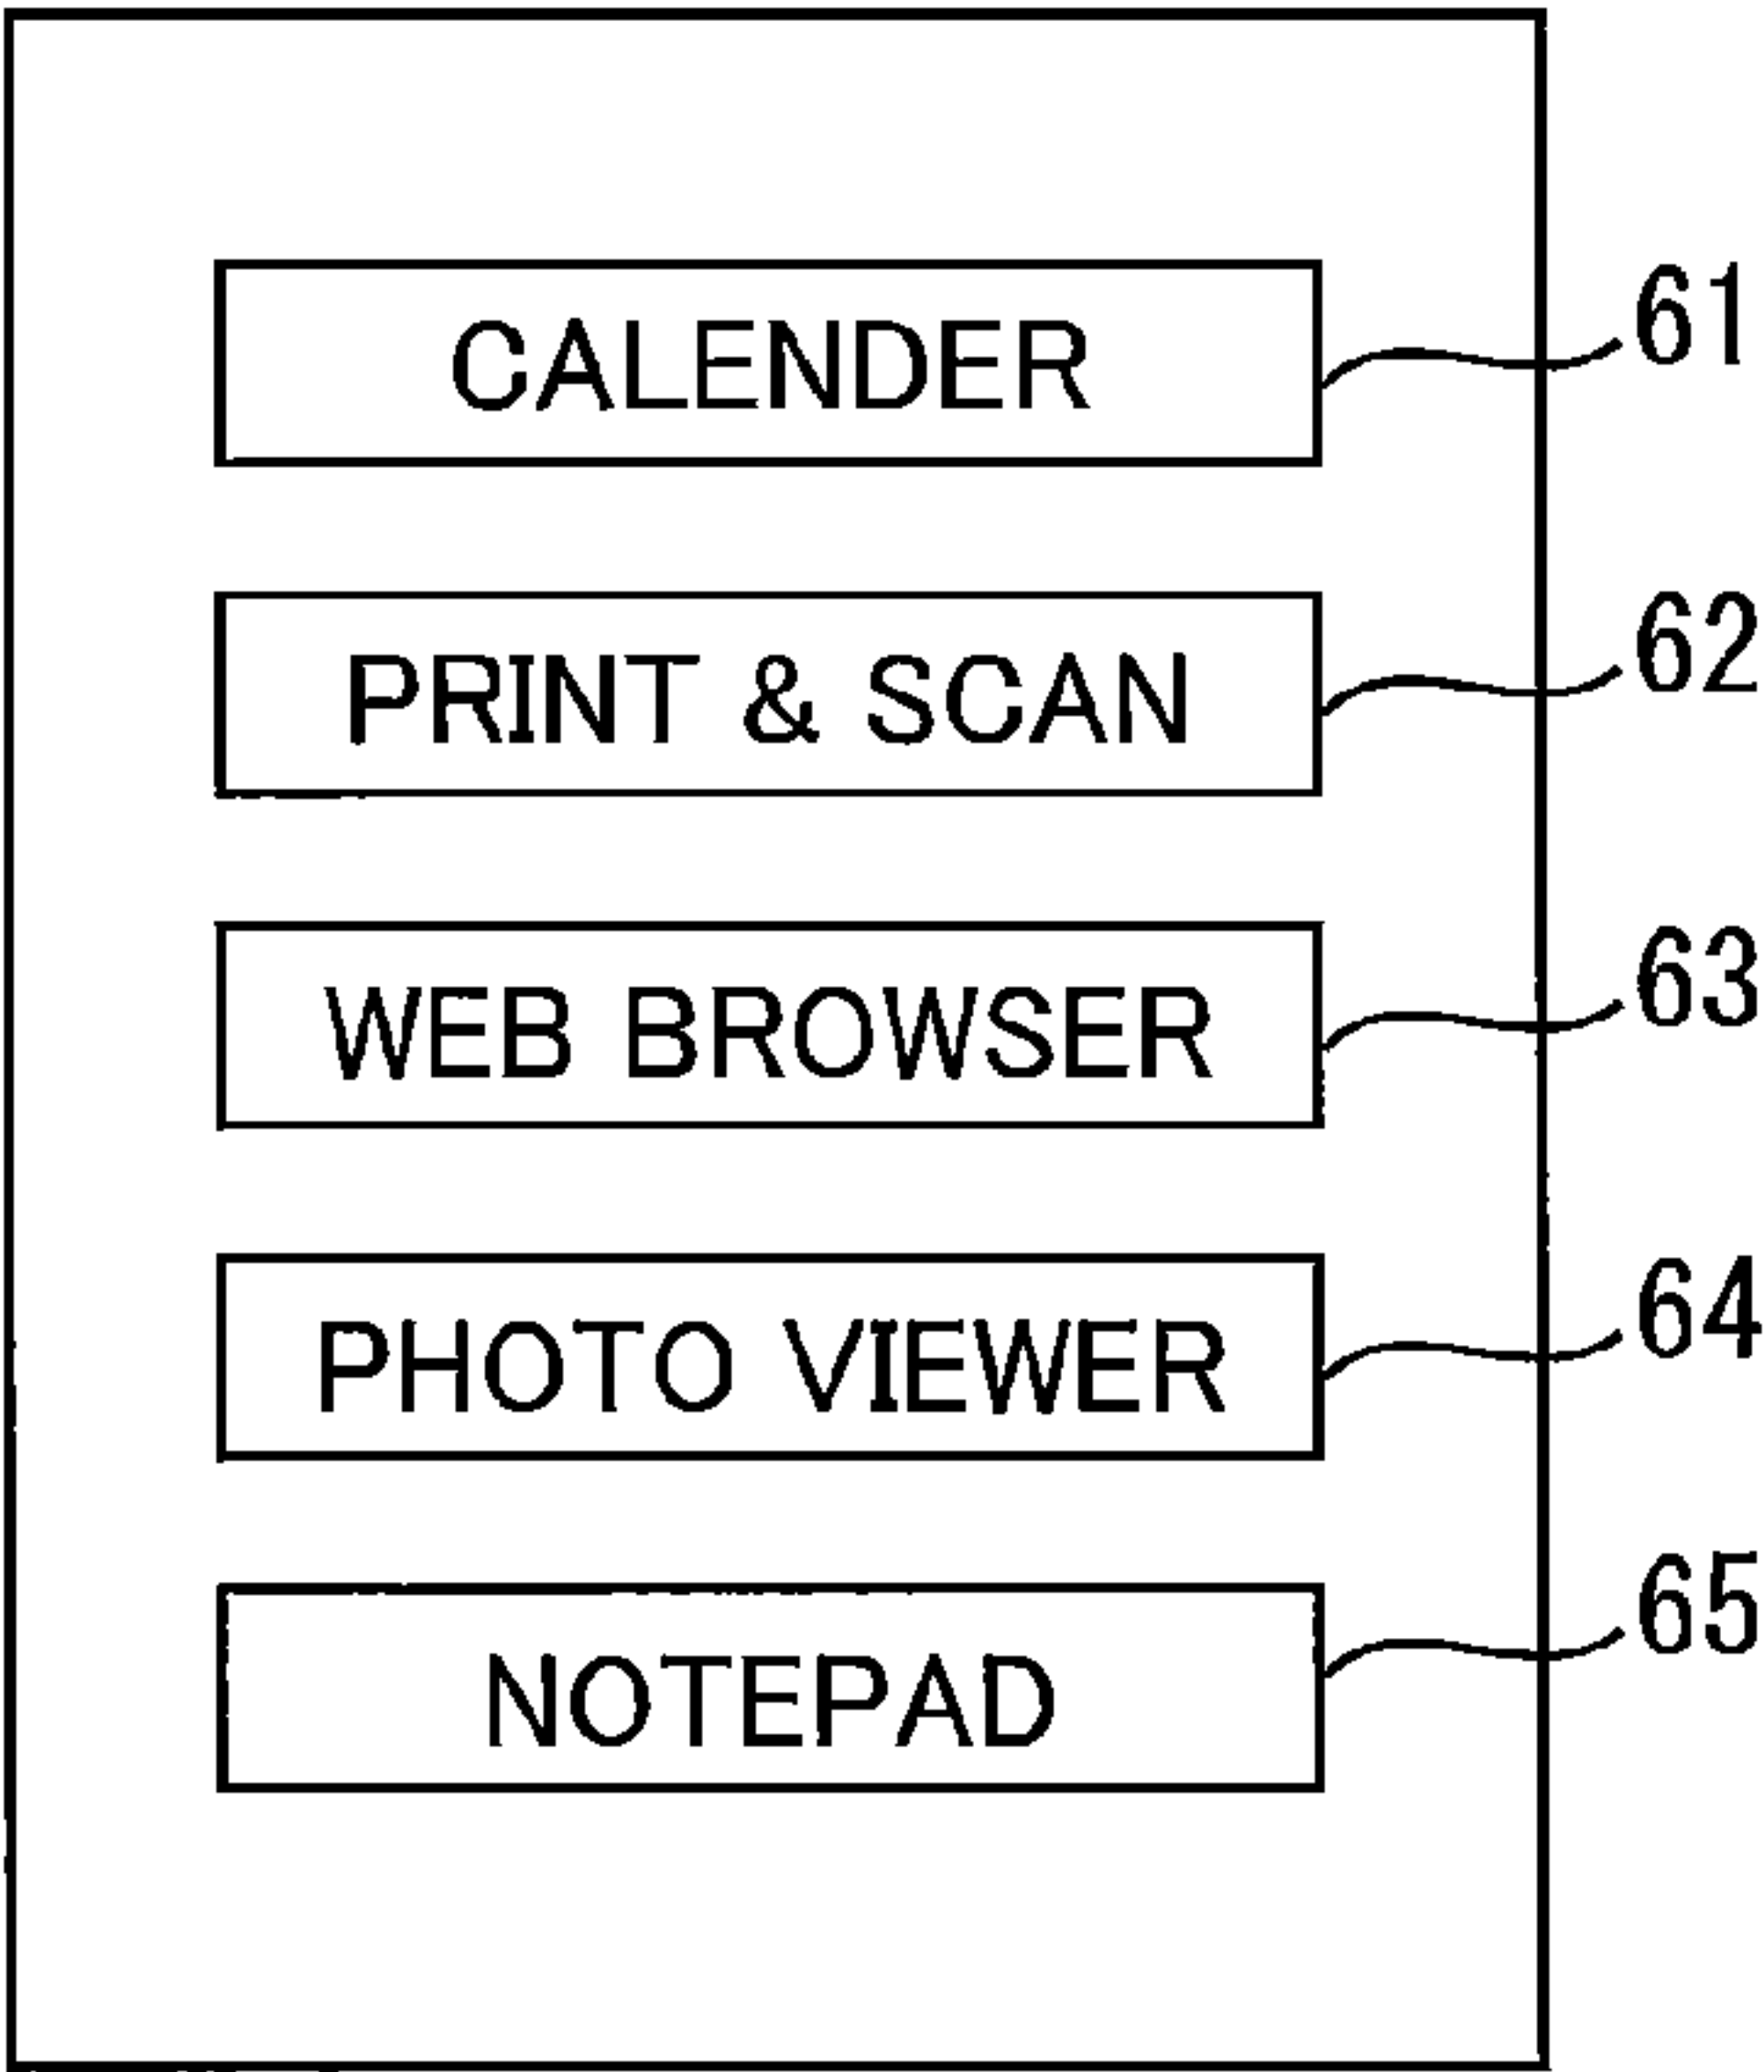 CALENDER 61
PRINT & SCAN 62
WEB BROWSER 63
PHOTO VIEWER 64
NOTEPAD 65